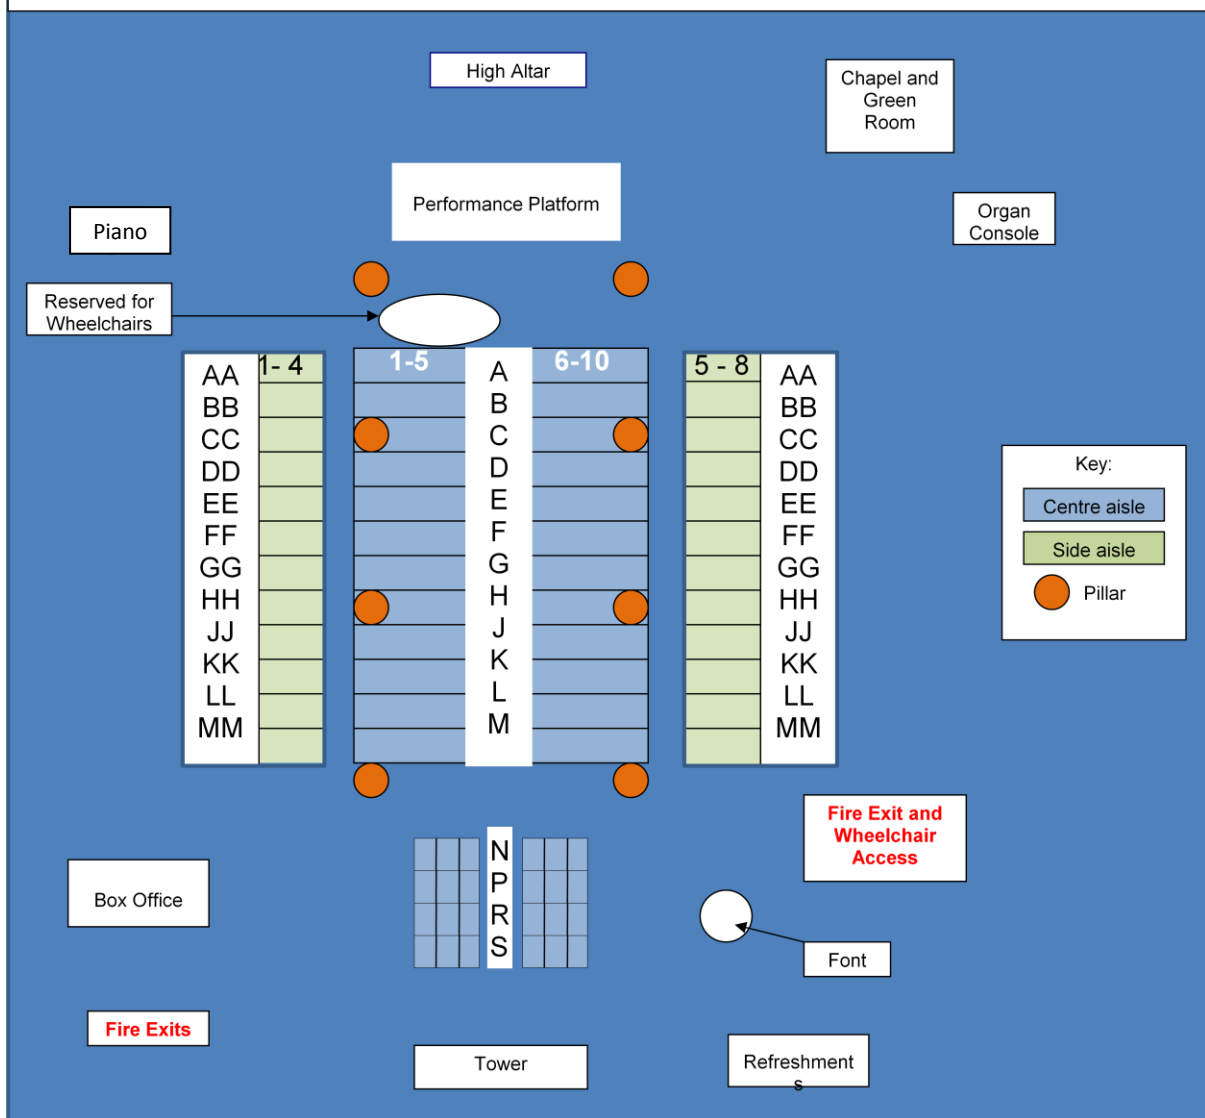 High Altar
Chapel and
Green
Room
Performance Platform
Piano
Organ
Console
Reserved for
Wheelchairs
1- 4
1-5
6-10
5 - 8
AA
BB
CC
DD
EE
FF
GG
HH
JJ
KK
LL
MM
A
B
C
D
E
F
G
H
J
K
L
M
AA
BB
CC
DD
EE
FF
GG
HH
JJ
KK
LL
MM
Key:
Centre aisle
Side aisle
Pillar
Fire Exit and
Wheelchair
Access
N
P
R
S
Box Office
Font
Fire Exits
Tower
Refreshment
s